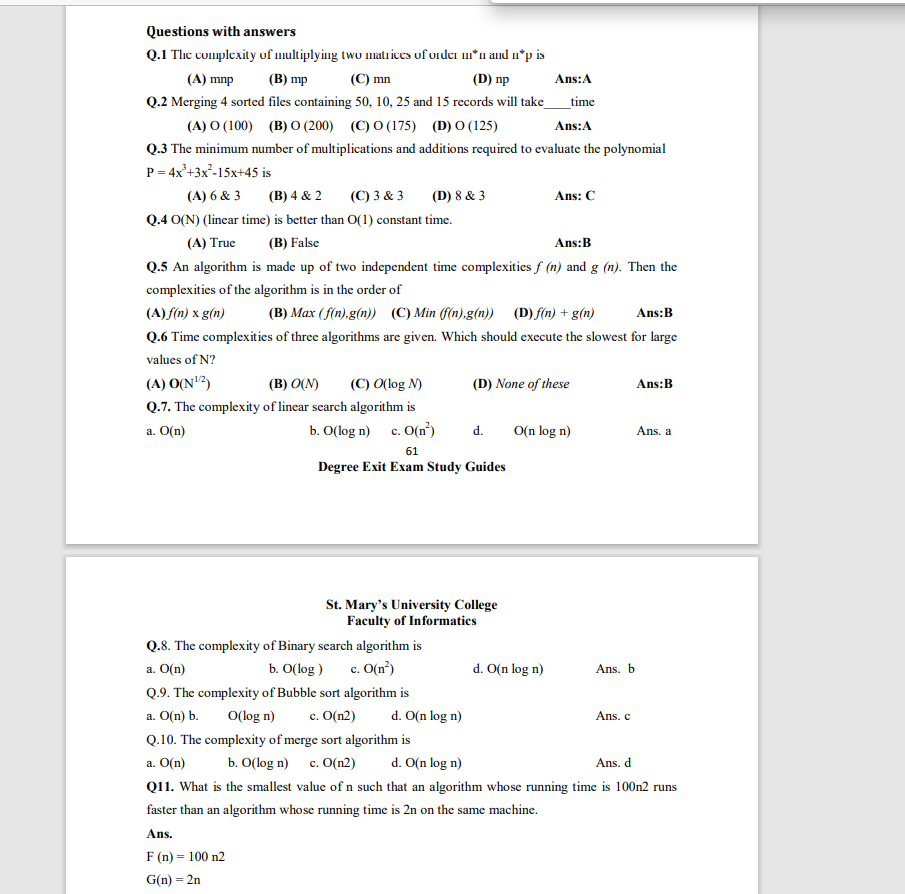 Questions with answers
Q.1 The complexity of multiplying two matrices of order m*n and n*p is
(A) mnp (B) mp (C) mn (D) np Ans:A
Q.2 Merging 4 sorted files containing 50, 10, 25 and 15 records will take____time
(A) O (100) (B) O (200) (C) O (175) (D) O (125) Ans:A
Q.3 The minimum number of multiplications and additions required to evaluate the polynomial
P = 4x³+3x²-15x+45 is
(A) 6 & 3 (B) 4 & 2 (C) 3 & 3 (D) 8 & 3 Ans: C
Q.4 O(N) (linear time) is better than O(1) constant time.
(A) True (B) False Ans:B
Q.5 An algorithm is made up of two independent time complexities f (n) and g (n). Then the
complexities of the algorithm is in the order of
(A) f(n) x g(n) (B) Max ( f(n),g(n)) (C) Min (f(n),g(n)) (D) f(n) + g(n) Ans:B
Q.6 Time complexities of three algorithms are given. Which should execute the slowest for large
values of N?
(A) O(N^1/2) (B) O(N) (C) O(log N) (D) None of these Ans:B
Q.7. The complexity of linear search algorithm is
a. O(n) b. O(log n) c. O(n²) d. O(n log n) Ans. a
61
Degree Exit Exam Study Guides
St. Mary's University College
Faculty of Informatics
Q.8. The complexity of Binary search algorithm is
a. O(n) b. O(log ) c. O(n²) d. O(n log n) Ans. b
Q.9. The complexity of Bubble sort algorithm is
a. O(n) b. O(log n) c. O(n2) d. O(n log n) Ans. c
Q.10. The complexity of merge sort algorithm is
a. O(n) b. O(log n) c. O(n2) d. O(n log n) Ans. d
Q11. What is the smallest value of n such that an algorithm whose running time is 100n2 runs
faster than an algorithm whose running time is 2n on the same machine.
Ans.
F (n) = 100 n2
G(n) = 2n